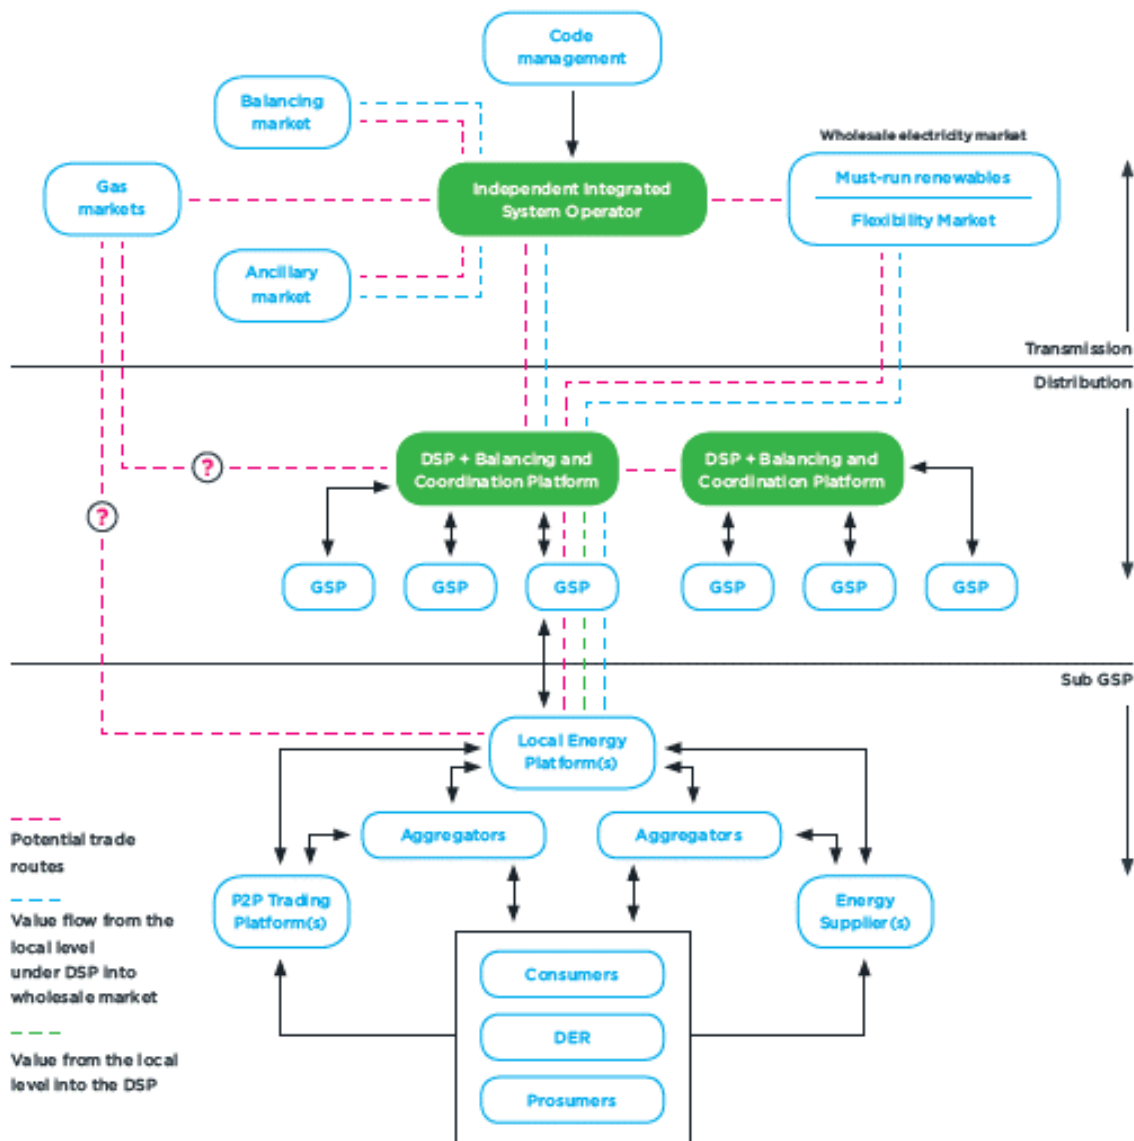 Code
management
Balancing
market
Wholesale electricity market
Gas
markets
Independent Integrated
System Operator
Must-run renewables
Flexibility Market
Ancillary
market
Transmission
Distribution
?
DSP + Balancing and
Coordination Platform
DSP + Balancing and
Coordination Platform
?
GSP
GSP
GSP
GSP
GSP
GSP
Sub GSP
Local Energy
Platform(s)
Aggregators
Aggregators
P2P Trading
Platform(s)
Energy
Supplier(s)
Consumers
DER
Prosumers
Potential trade
routes
Value flow from the
local level
under DSP into
wholesale market
Value from the local
level into the DSP